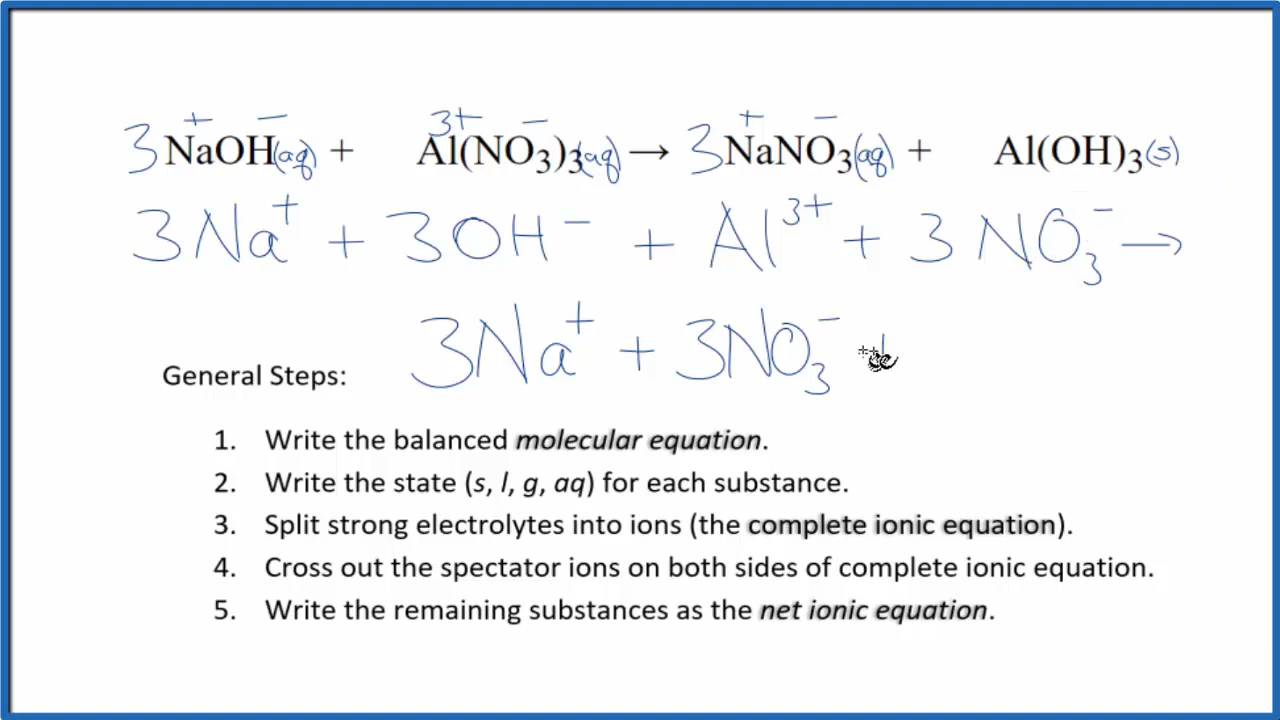 3NaOH(aq) + Al(NO₃)₃(aq) → 3NaNO₃(aq) + Al(OH)₃(s)
3Na⁺ + 3OH⁻ + Al³⁺ + 3NO₃⁻ →
3Na⁺ + 3NO₃⁻ +
General Steps:
1. Write the balanced molecular equation.
2. Write the state (s, l, g, aq) for each substance.
3. Split strong electrolytes into ions (the complete ionic equation).
4. Cross out the spectator ions on both sides of complete ionic equation.
5. Write the remaining substances as the net ionic equation.